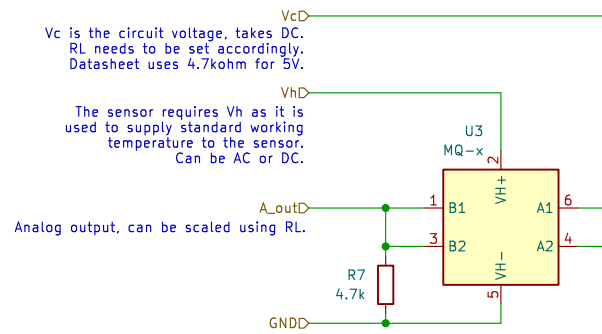 Vc
Vc is the circuit voltage, takes DC.
RL needs to be set accordingly.
Datasheet uses 4.7kohm for 5V.
Vh
The sensor requires Vh as it is
used to supply standard working
temperature to the sensor.
Can be AC or DC.
U3
MQ-x
2
VH+
A_out
1
B1
A1
6
Analog output, can be scaled using RL.
3
B2
A2
4
VH-
R7
4.7k
5
GND